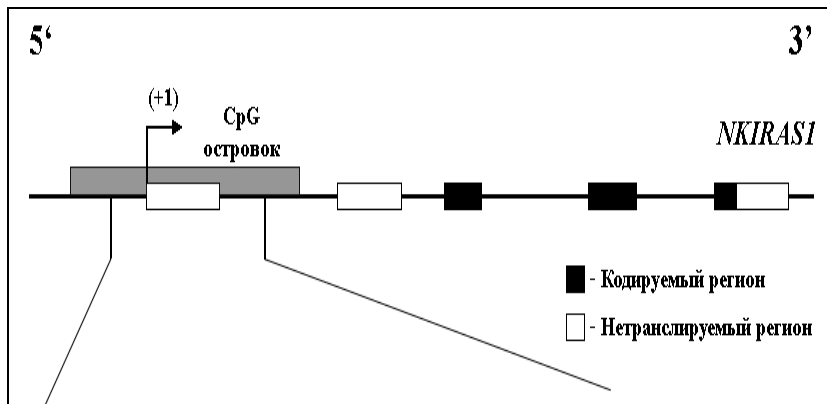 5‘ 3’
(+1)
CpG
островок
NKIRAS1
- Кодируемый регион
- Нетранслируемый регион